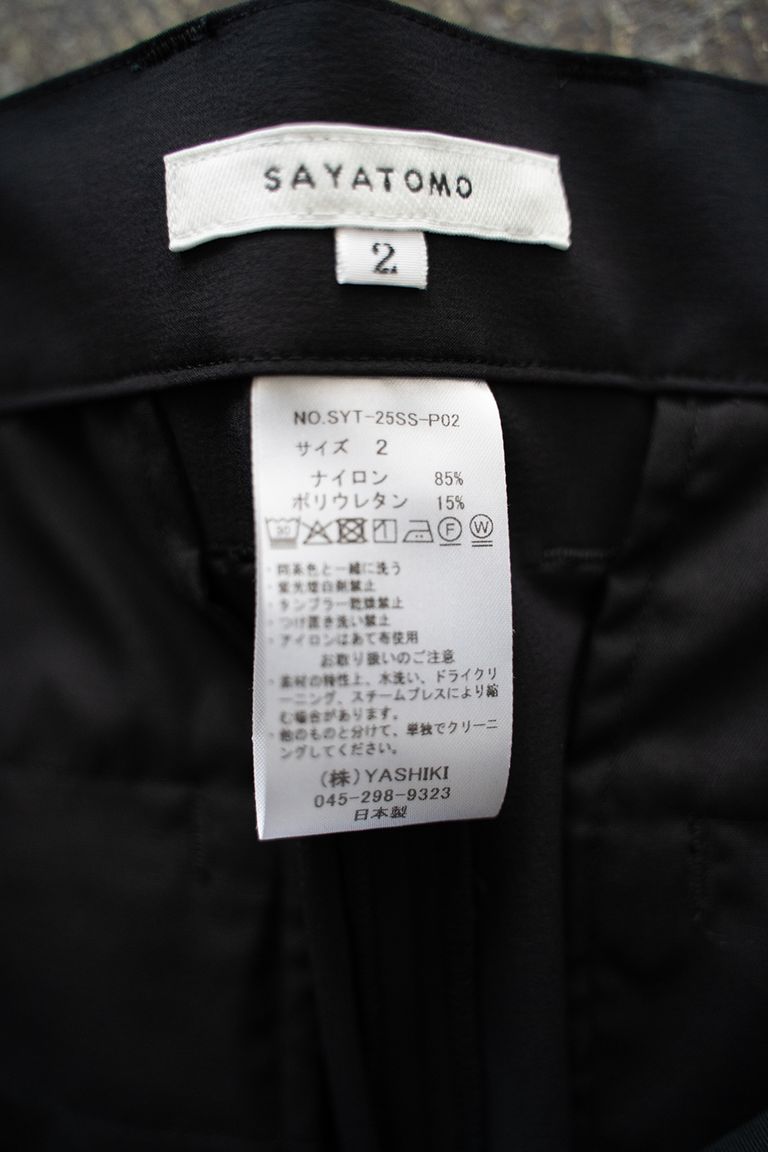 SAYATOMO
2
NO.SYT-25SS-P02
サイズ 2
ナイロン 85%
ポリウレタン 15%
30 F W
・同系色と一緒に洗う
・蛍光増白剤禁止
・タンブラー乾燥禁止
・つけ置き洗い禁止
・アイロンはあて布使用
お取り扱いのご注意
・素材の特性上、水洗い、ドライクリ
ーニング、スチームプレスにより縮
む場合があります。
・他のものと分けて、単独でクリーニ
ングしてください。
(株)YASHIKI
045-298-9323
日本製